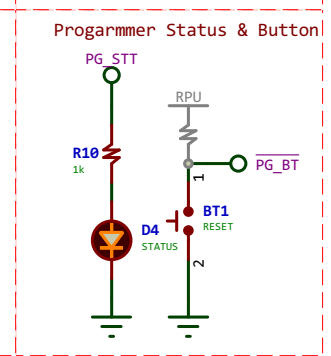 Progarmmer Status & Button
PG_STT
RPU
R10
1k
PG_BT
1
D4
STATUS
BT1
RESET
2